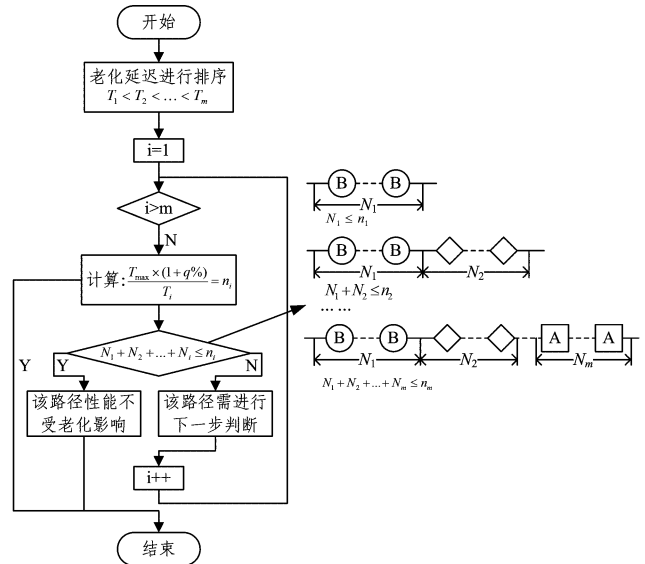 开始
老化延迟进行排序
T₁<T₂<...<Tₘ
i=1
i>m
N
计算:Tmax×(1+q%)/Tᵢ=nᵢ
N₁+N₂+...+Nᵢ≤nᵢ
Y
Y
N
该路径性能不
受老化影响
该路径需进行
下一步判断
i++
结束
B B
N₁
N₁≤n₁
B B
N₁ N₂
N₁+N₂≤n₂
... ...
B B A A
N₁ N₂ Nₘ
N₁+N₂+...+Nₘ≤nₘ